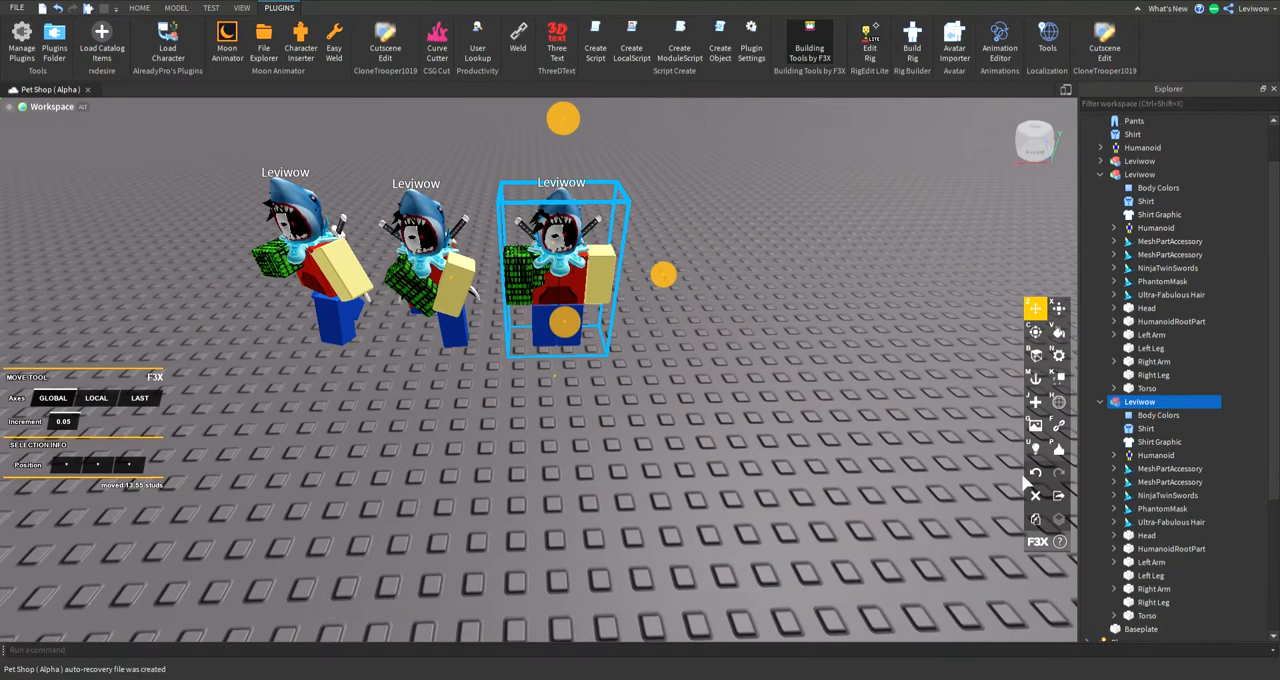 FILE HOME MODEL TEST VIEW PLUGINS What's New Leviwow
Manage Plugins Plugins Folder Load Catalog Items Load Character Moon Animator File Explorer Character Inserter Easy Weld Cutscene Edit Curve Cutter User Lookup Weld Three Text Create Script Create LocalScript Create ModuleScript Create Object Plugin Settings Building Tools by F3X Edit Rig Build Rig Avatar Importer Animation Editor Tools Cutscene Edit
Tools rxdesire AlreadyPro's Plugins Moon Animator CloneTrooper1019 CSG Cut Productivity ThreeDText Script Create Building Tools by F3X RigEdit Lite Rig Builder Avatar Animations Localization CloneTrooper1019
3D TEXT
LITE
Pet Shop ( Alpha ) ×
Explorer
Workspace ALT
Filter workspace (Ctrl+Shift+X)
Leviwow
Leviwow
Leviwow
MOVE TOOL F3X
Axes GLOBAL LOCAL LAST
Increment 0.05
SELECTION INFO
Position * * *
moved 13.55 studs
Z X
C V
B N
M K
J H
G F
U P
F3X ?
Pants
Shirt
Humanoid
Leviwow
Leviwow
Body Colors
Shirt
Shirt Graphic
Humanoid
MeshPartAccessory
MeshPartAccessory
NinjaTwinSwords
PhantomMask
Ultra-Fabulous Hair
Head
HumanoidRootPart
Left Arm
Left Leg
Right Arm
Right Leg
Torso
Leviwow
Body Colors
Shirt
Shirt Graphic
Humanoid
MeshPartAccessory
MeshPartAccessory
NinjaTwinSwords
PhantomMask
Ultra-Fabulous Hair
Head
HumanoidRootPart
Left Arm
Left Leg
Right Arm
Right Leg
Torso
Baseplate
Run a command
Pet Shop ( Alpha ) auto-recovery file was created